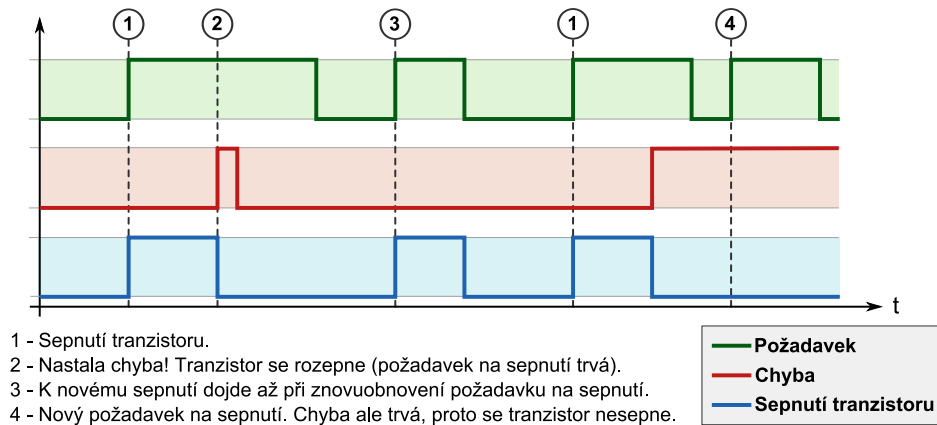 1 2 3 1 4
t
1 - Sepnutí tranzistoru.
2 - Nastala chyba! Tranzistor se rozepne (požadavek na sepnutí trvá).
3 - K novému sepnutí dojde až při znovuobnovení požadavku na sepnutí.
4 - Nový požadavek na sepnutí. Chyba ale trvá, proto se tranzistor nesepne.
Požadavek
Chyba
Sepnutí tranzistoru